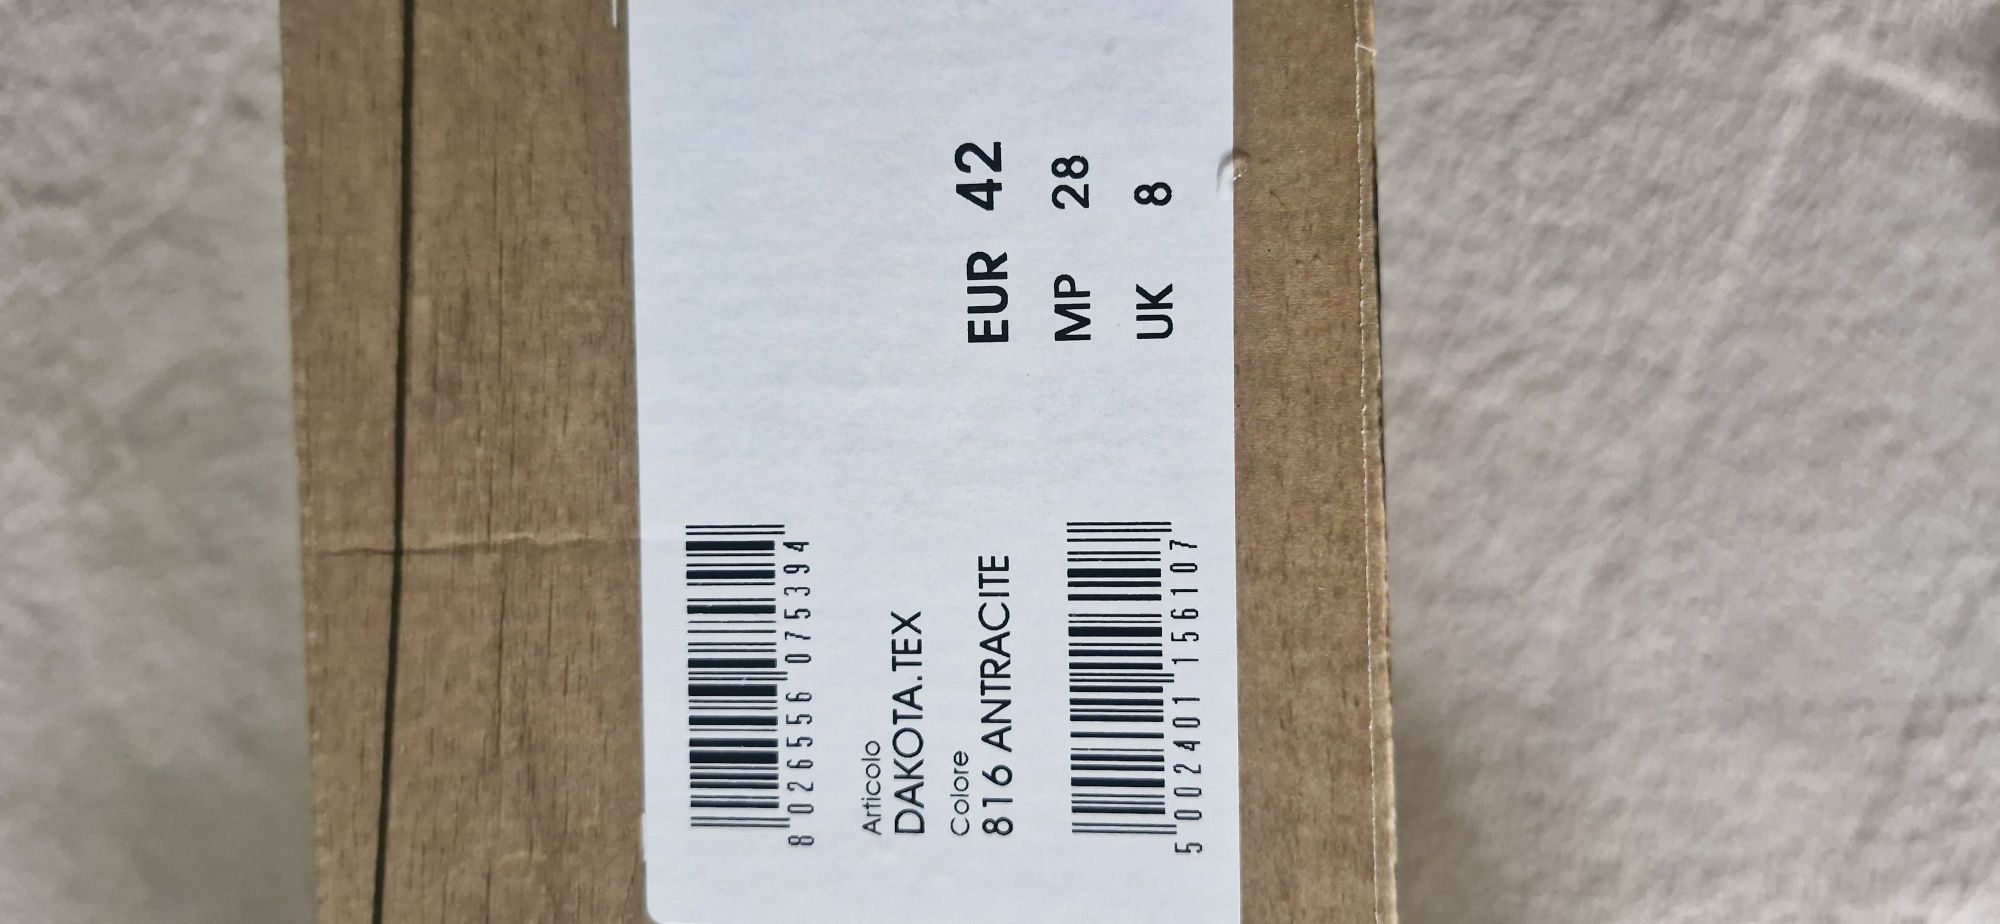 8 026556 075394
Articolo
DAKOTA.TEX
Colore
816 ANTRACITE
5 002401 156107
EUR 42
MP 28
UK 8